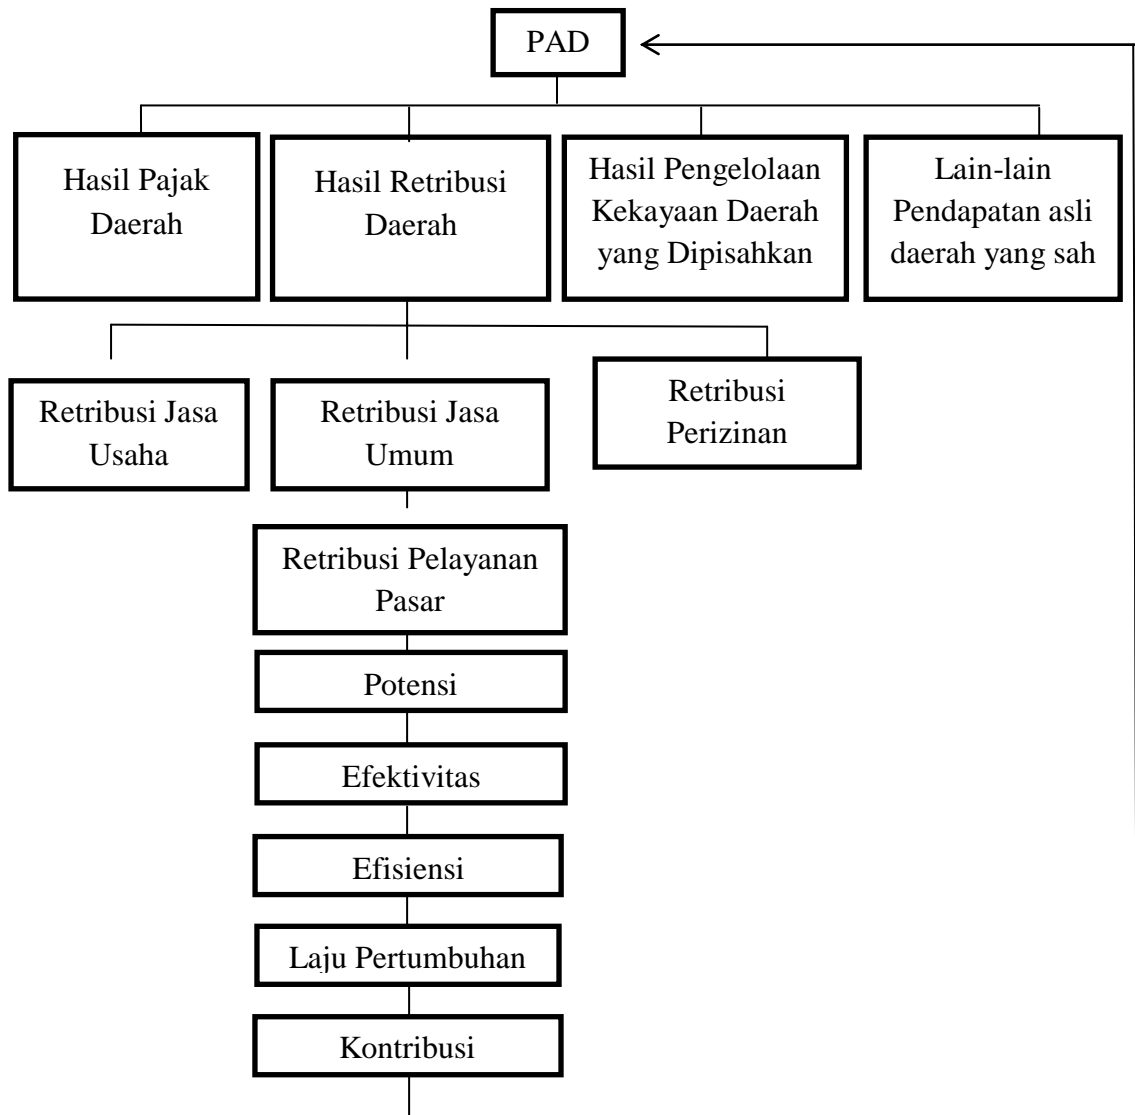 PAD
Hasil Pajak
Daerah
Hasil Retribusi
Daerah
Hasil Pengelolaan
Kekayaan Daerah
yang Dipisahkan
Lain-lain
Pendapatan asli
daerah yang sah
Retribusi Jasa
Usaha
Retribusi Jasa
Umum
Retribusi
Perizinan
Retribusi Pelayanan
Pasar
Potensi
Efektivitas
Efisiensi
Laju Pertumbuhan
Kontribusi